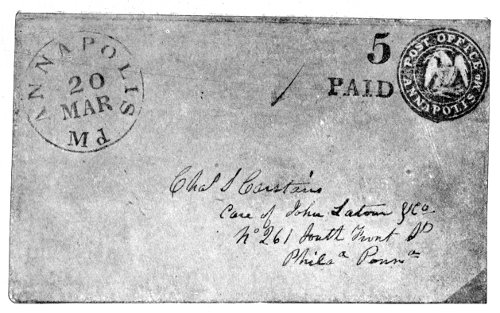 ANNAPOLIS Md
20
MAR
5
PAID
POST OFFICE
ANNAPOLIS Md
Chas S Carstairs
Care of John Latour & Co.
No 261 South Front St
Phila Penna